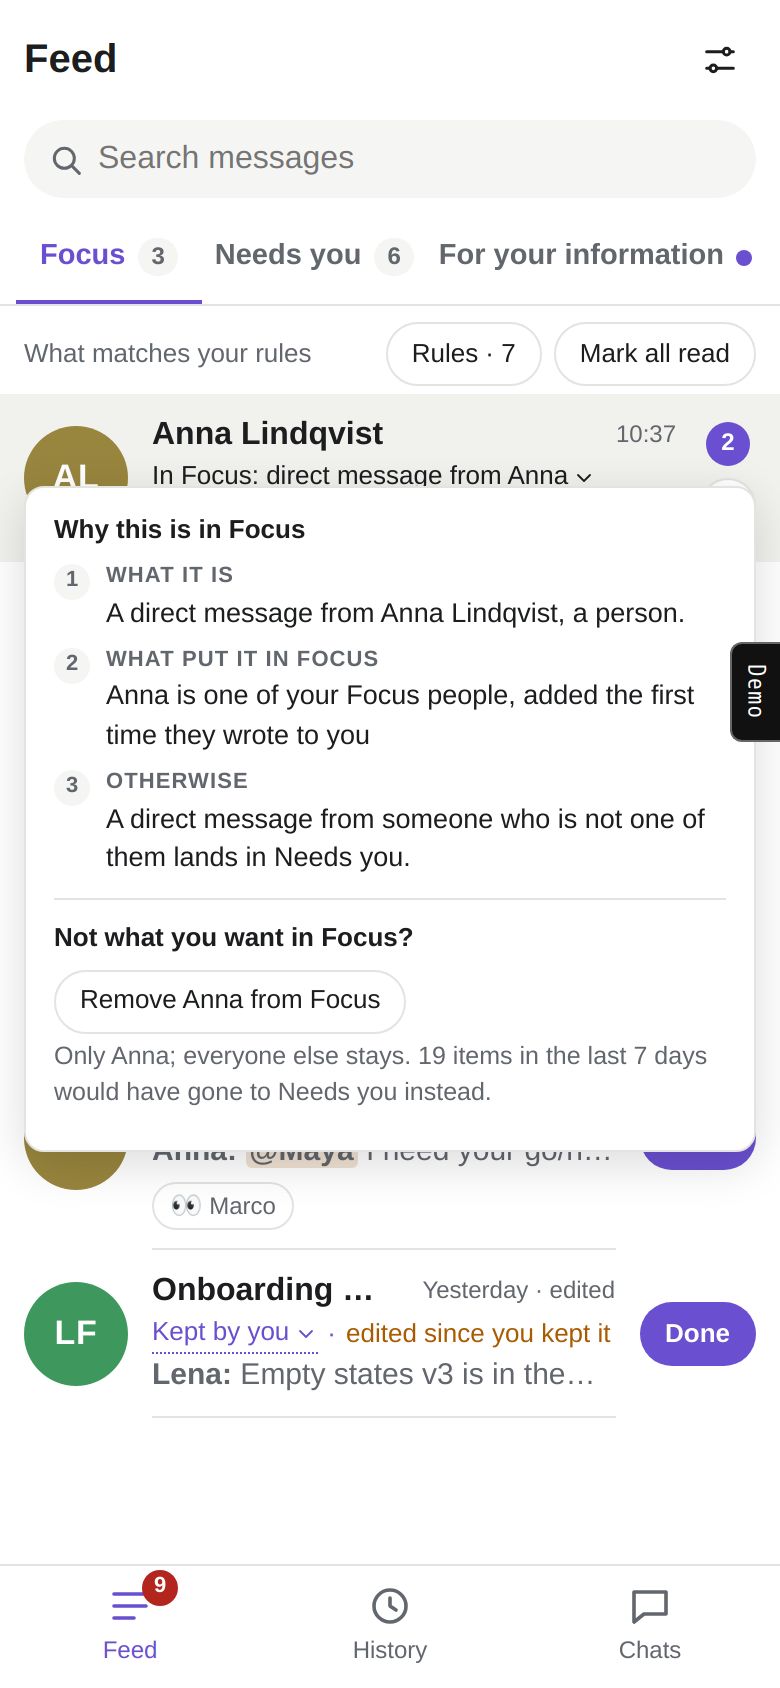 Feed
Search messages
Focus 3 Needs you 6 For your information
What matches your rules Rules · 7 Mark all read
Anna Lindqvist 10:37 2
AL In Focus: direct message from Anna
Why this is in Focus
1 WHAT IT IS
A direct message from Anna Lindqvist, a person.
2 WHAT PUT IT IN FOCUS
Anna is one of your Focus people, added the first
time they wrote to you
Demo
3 OTHERWISE
A direct message from someone who is not one of
them lands in Needs you.
Not what you want in Focus?
Remove Anna from Focus
Only Anna; everyone else stays. 19 items in the last 7 days
would have gone to Needs you instead.
Anna: @Maya I need your go/n…
👀 Marco
Onboarding … Yesterday · edited
LF Kept by you · edited since you kept it Done
Lena: Empty states v3 is in the…
9
Feed History Chats